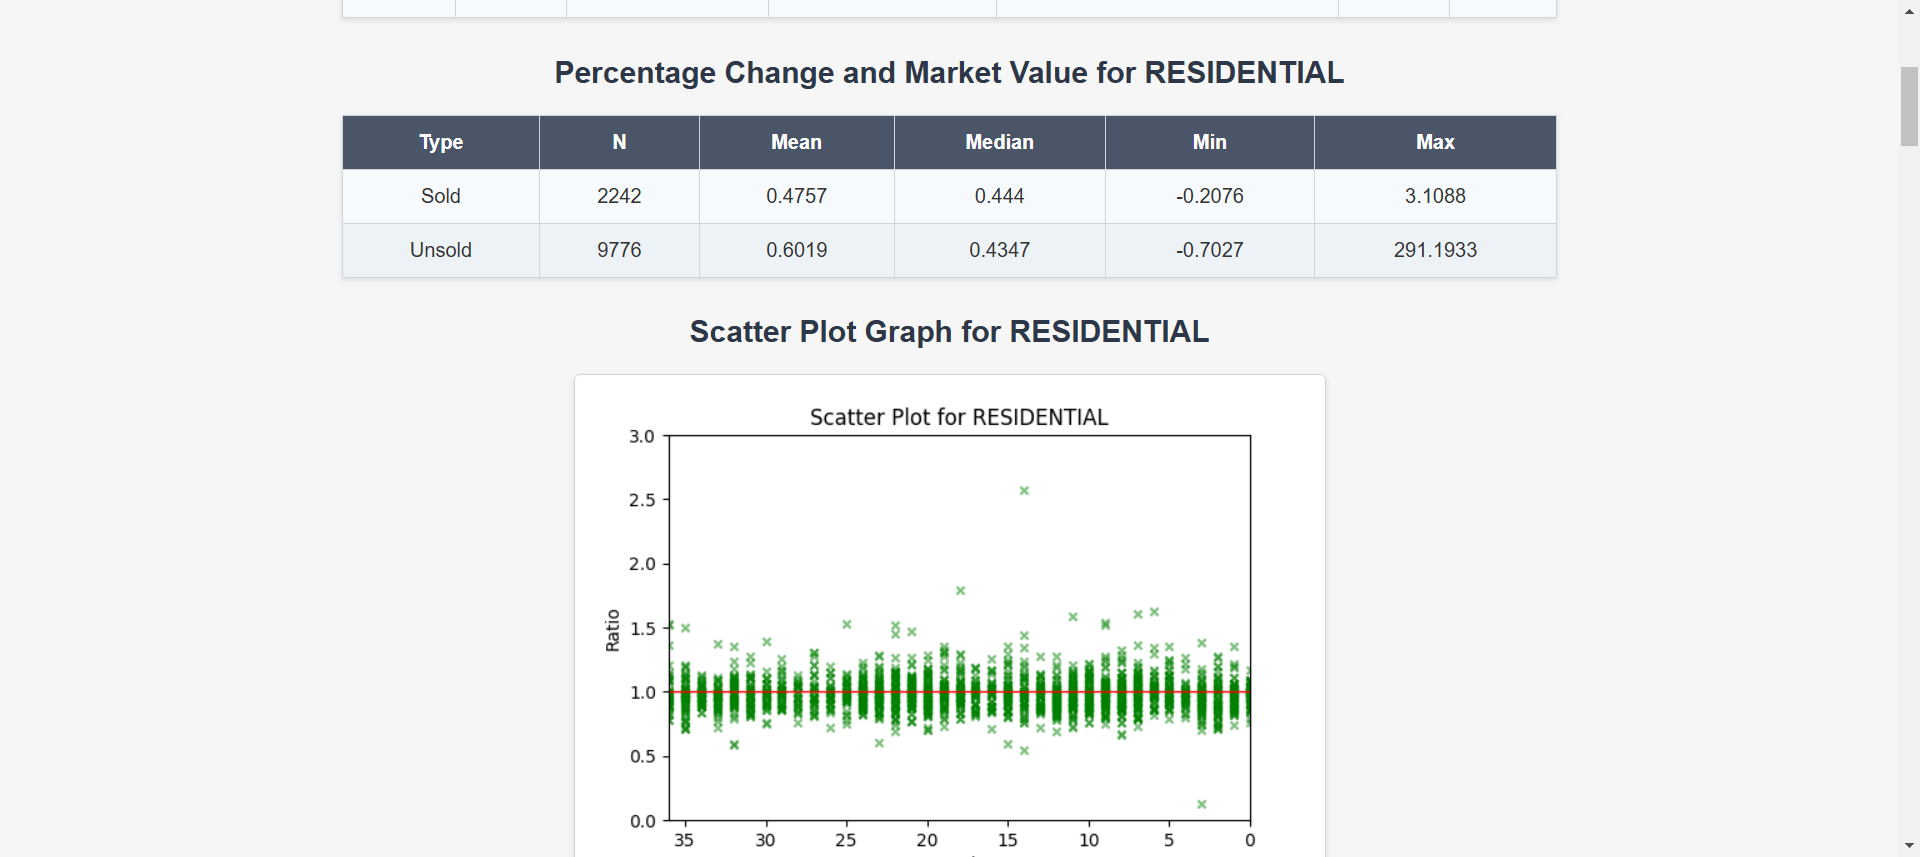 Percentage Change and Market Value for RESIDENTIAL
Type N Mean Median Min Max
Sold 2242 0.4757 0.444 -0.2076 3.1088
Unsold 9776 0.6019 0.4347 -0.7027 291.1933
Scatter Plot Graph for RESIDENTIAL
Scatter Plot for RESIDENTIAL
3.0
2.5
2.0
1.5
Ratio
1.0
0.5
0.0
35 30 25 20 15 10 5 0